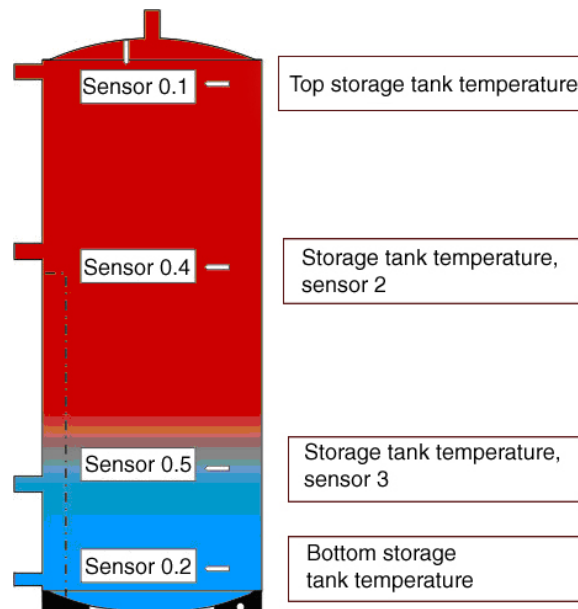 Sensor 0.1
Top storage tank temperature
Sensor 0.4
Storage tank temperature,
sensor 2
Sensor 0.5
Storage tank temperature,
sensor 3
Sensor 0.2
Bottom storage
tank temperature